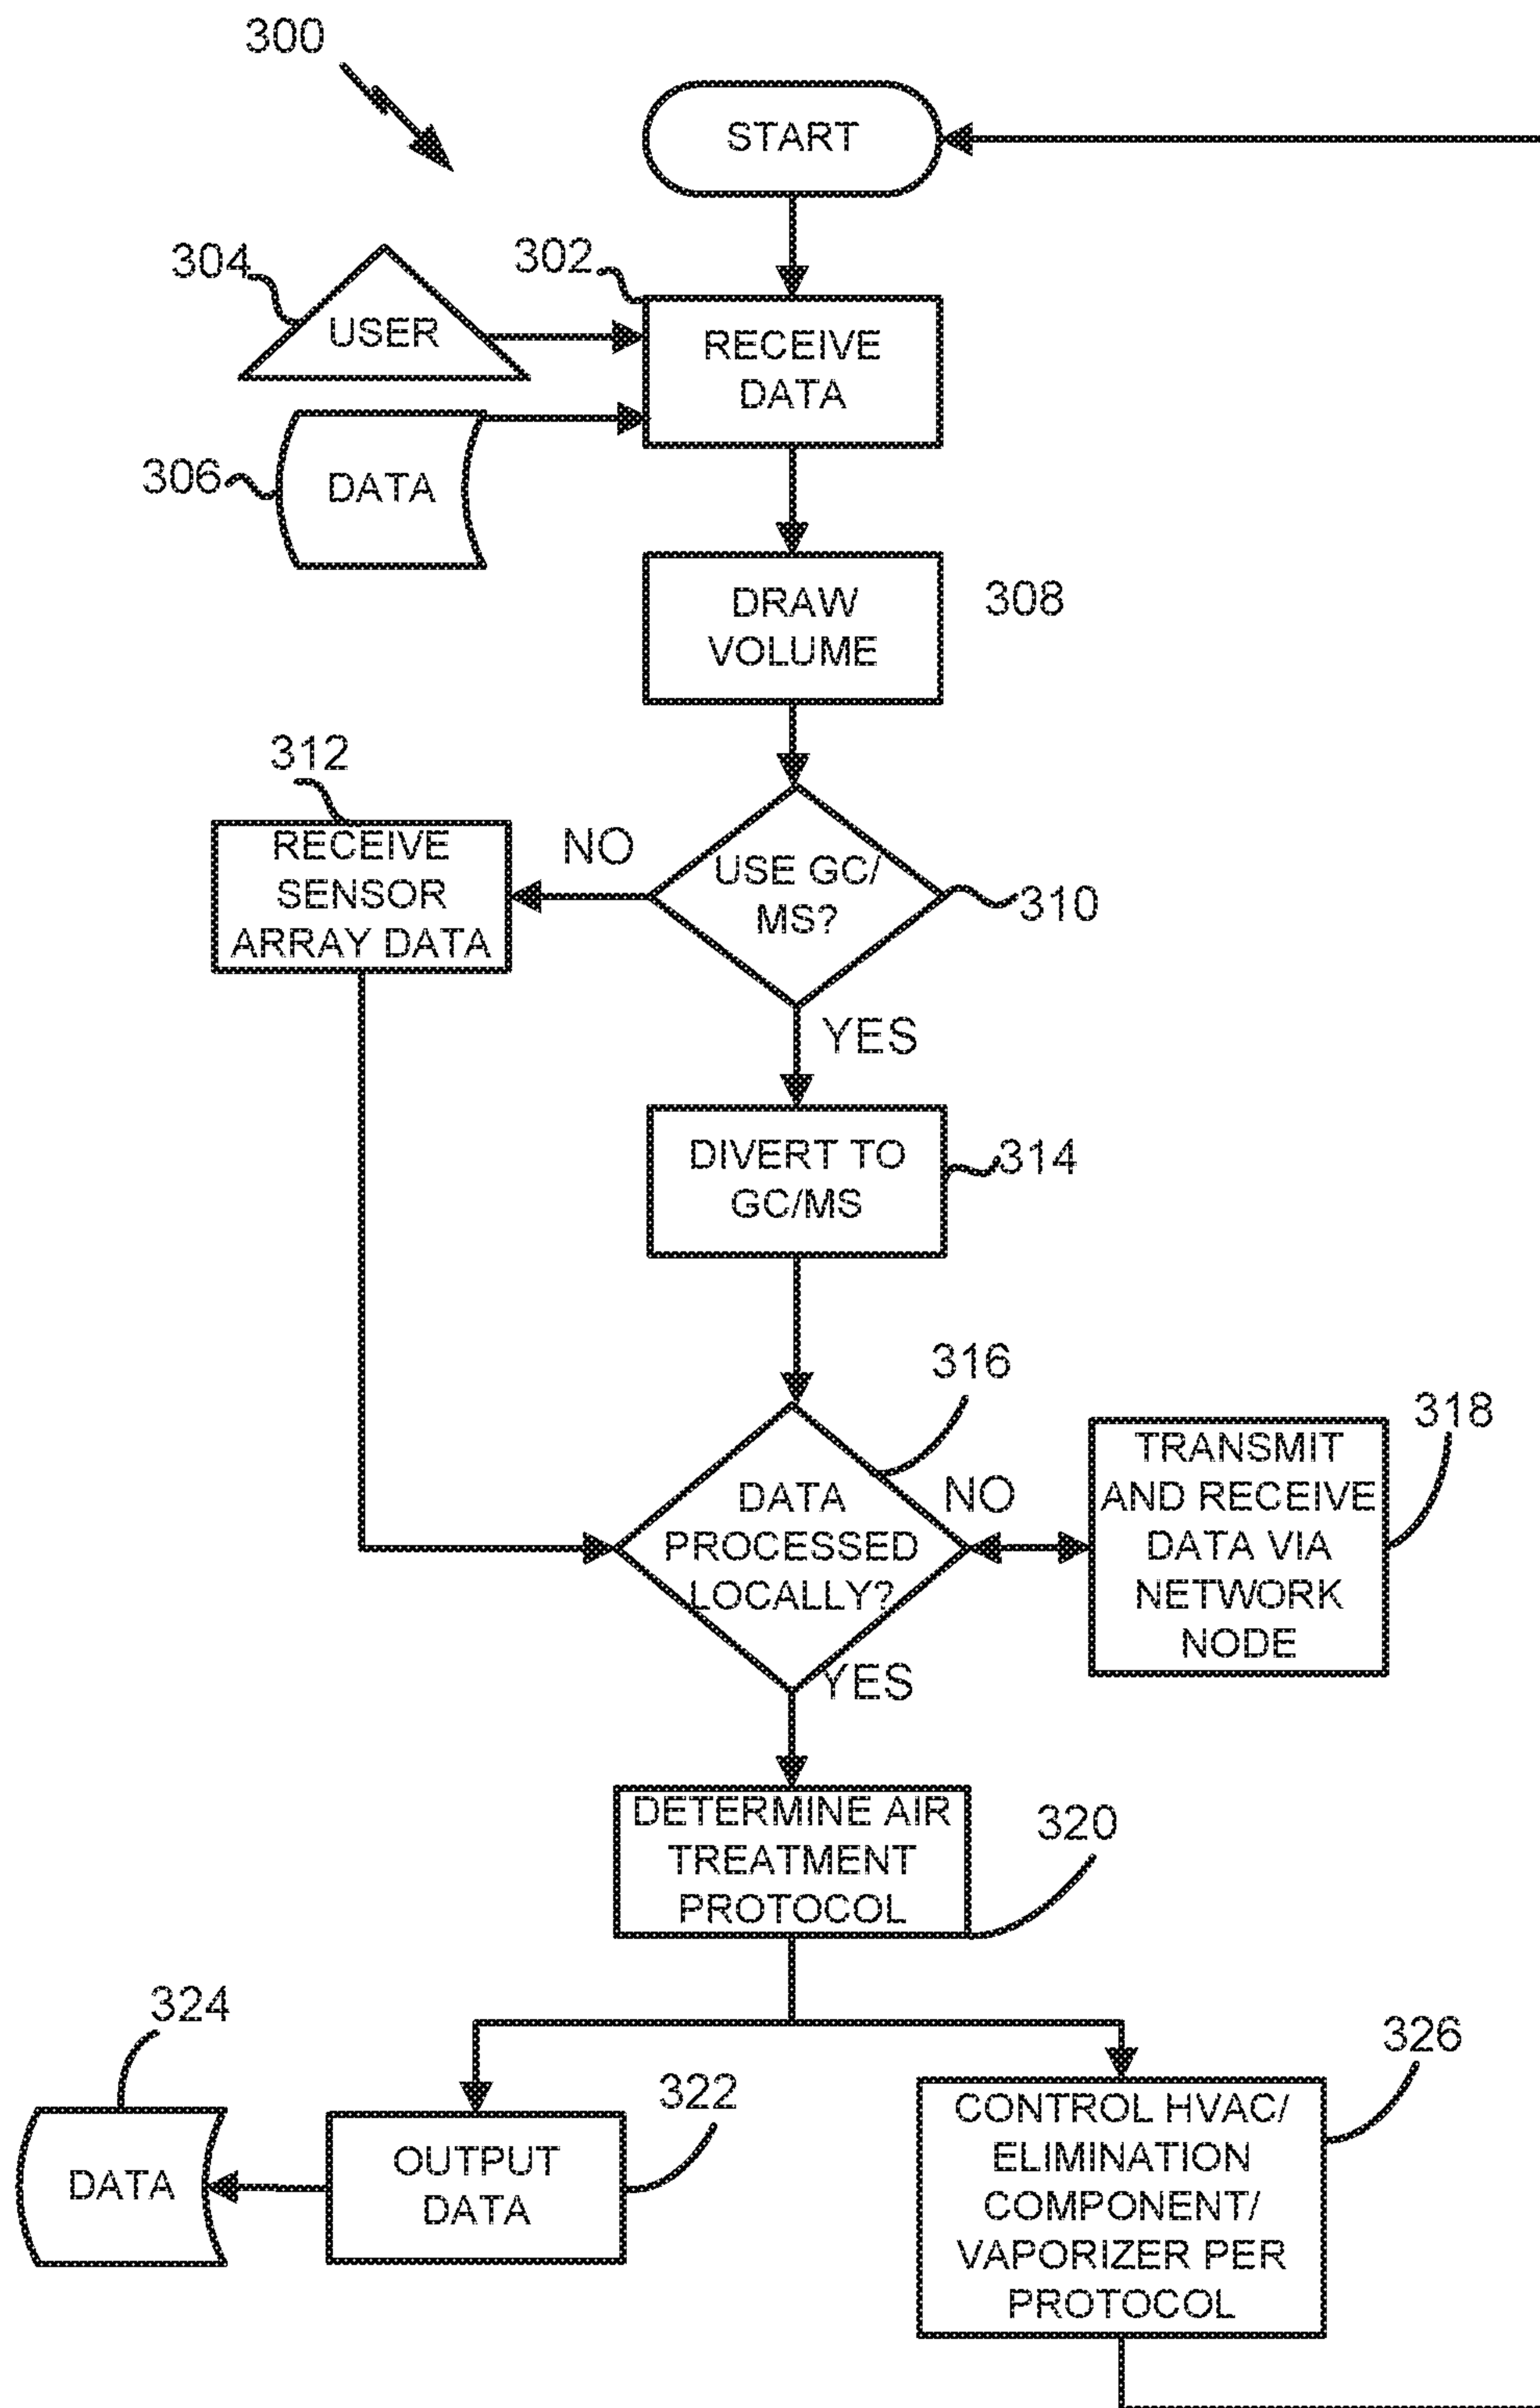 300
START
304
302
USER
RECEIVE
DATA
306
DATA
DRAW
VOLUME
308
312
RECEIVE
SENSOR
ARRAY DATA
NO
USE GC/
MS?
310
YES
DIVERT TO
GC/MS
314
316
318
DATA
PROCESSED
LOCALLY?
NO
TRANSMIT
AND RECEIVE
DATA VIA
NETWORK
NODE
YES
DETERMINE AIR
TREATMENT
PROTOCOL
320
324
DATA
322
OUTPUT
DATA
326
CONTROL HVAC/
ELIMINATION
COMPONENT/
VAPORIZER PER
PROTOCOL